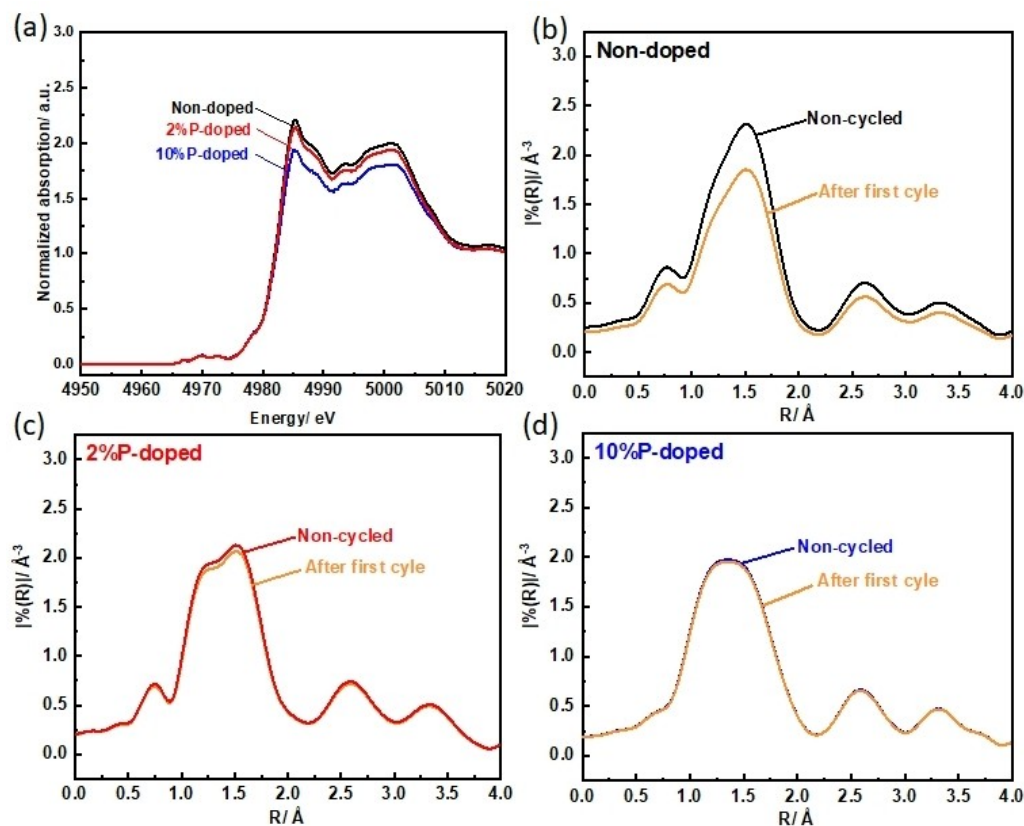 (a)
3.0
2.5
2.0
1.5
1.0
0.5
0.0
Normalized absorption/ a.u.
Non-doped
2%P-doped
10%P-doped
4950 4960 4970 4980 4990 5000 5020
Energy/ eV
(b)
Non-doped
3.0
2.5
2.0
1.5
1.0
0.5
0.0
|%(R)|/ Å-3
Non-cycled
After first cyle
0.0 0.5 1.0 1.5 2.0 2.5 3.0 3.5 4.0
R/ Å
(c)
2%P-doped
3.0
2.5
2.0
1.5
1.0
0.5
0.0
|%(R)|/ Å-3
Non-cycled
After first cyle
0.0 0.5 1.0 1.5 2.0 2.5 3.0 3.5 4.0
R/ Å
(d)
10%P-doped
3.0
2.5
2.0
1.5
1.0
0.5
0.0
|%(R)|/ Å-3
Non-cycled
After first cyle
0.0 0.5 1.0 1.5 2.0 2.5 3.0 3.5 4.0
R/ Å